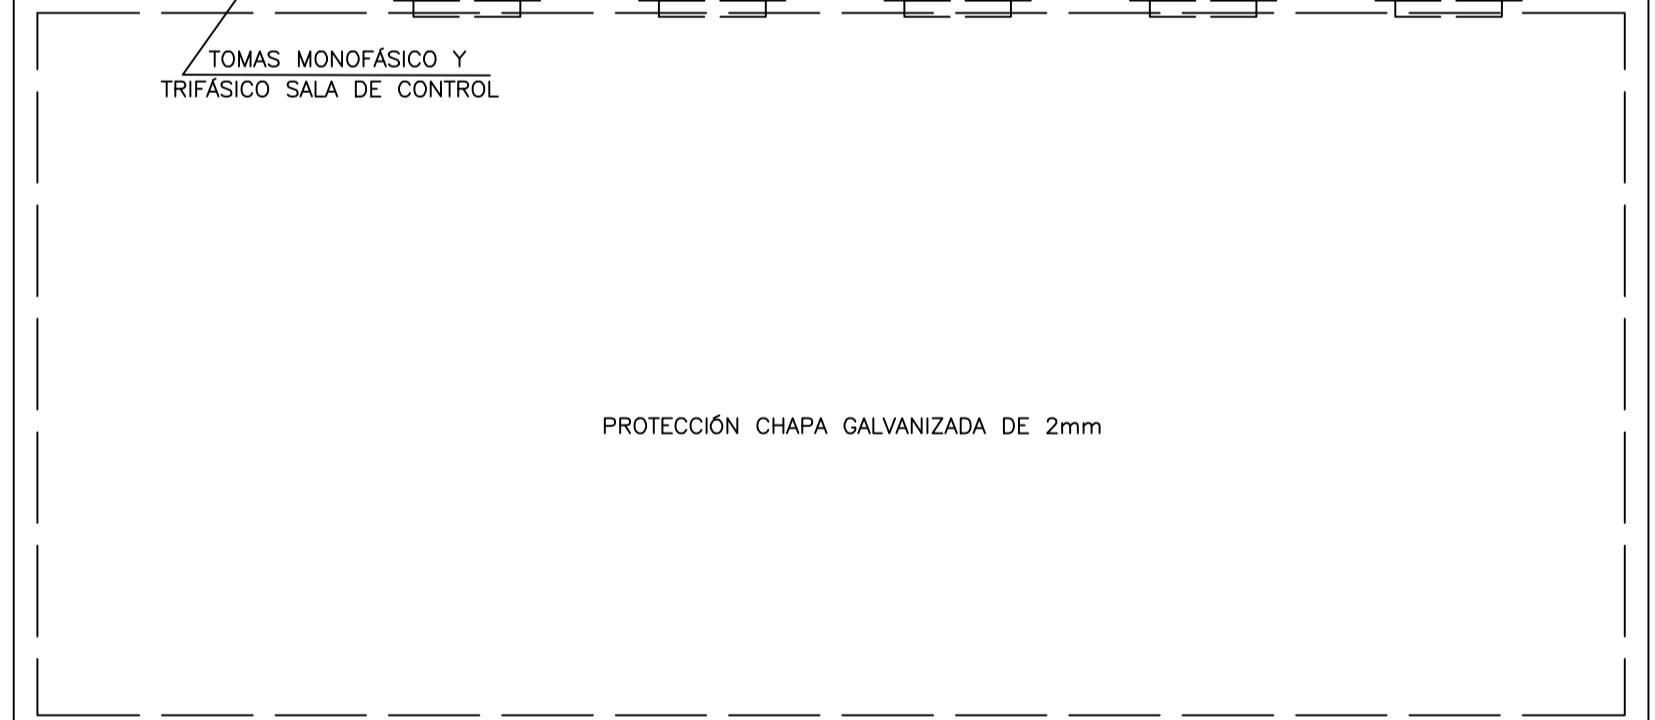 TOMAS MONOFÁSICO Y
TRIFÁSICO SALA DE CONTROL
PROTECCIÓN CHAPA GALVANIZADA DE 2mm